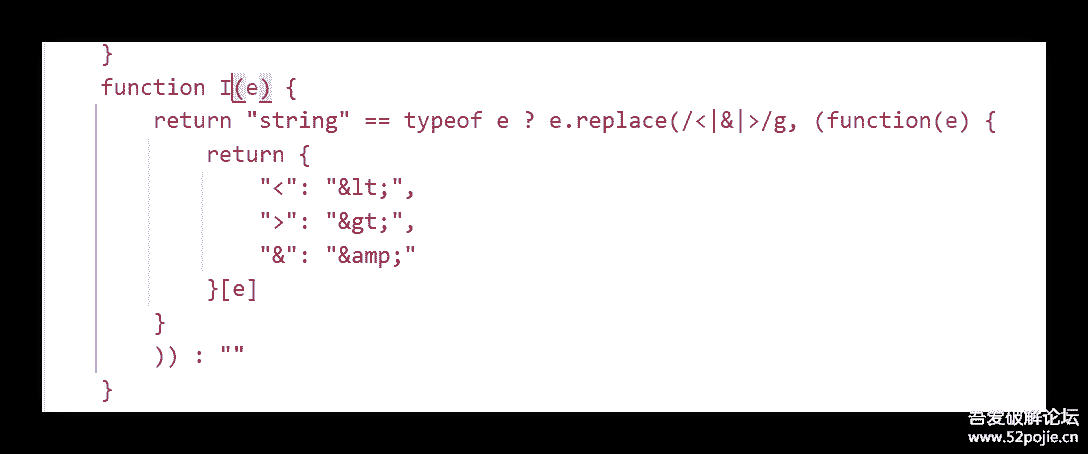 }
function I(e) {
    return "string" == typeof e ? e.replace(/<|&|>/g, (function(e) {
        return {
            "<": "&lt;",
            ">": "&gt;",
            "&": "&amp;"
        }[e]
    }
    )) : ""
}
吾爱破解论坛
www.52pojie.cn